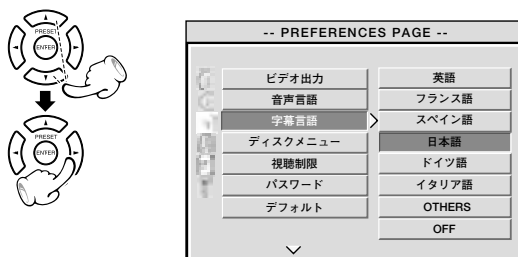 PRESET
ENTER
PRESET
ENTER
-- PREFERENCES PAGE --
ビデオ出力
音声言語
字幕言語
ディスクメニュー
視聴制限
パスワード
デフォルト
英語
フランス語
スペイン語
日本語
ドイツ語
イタリア語
OTHERS
OFF